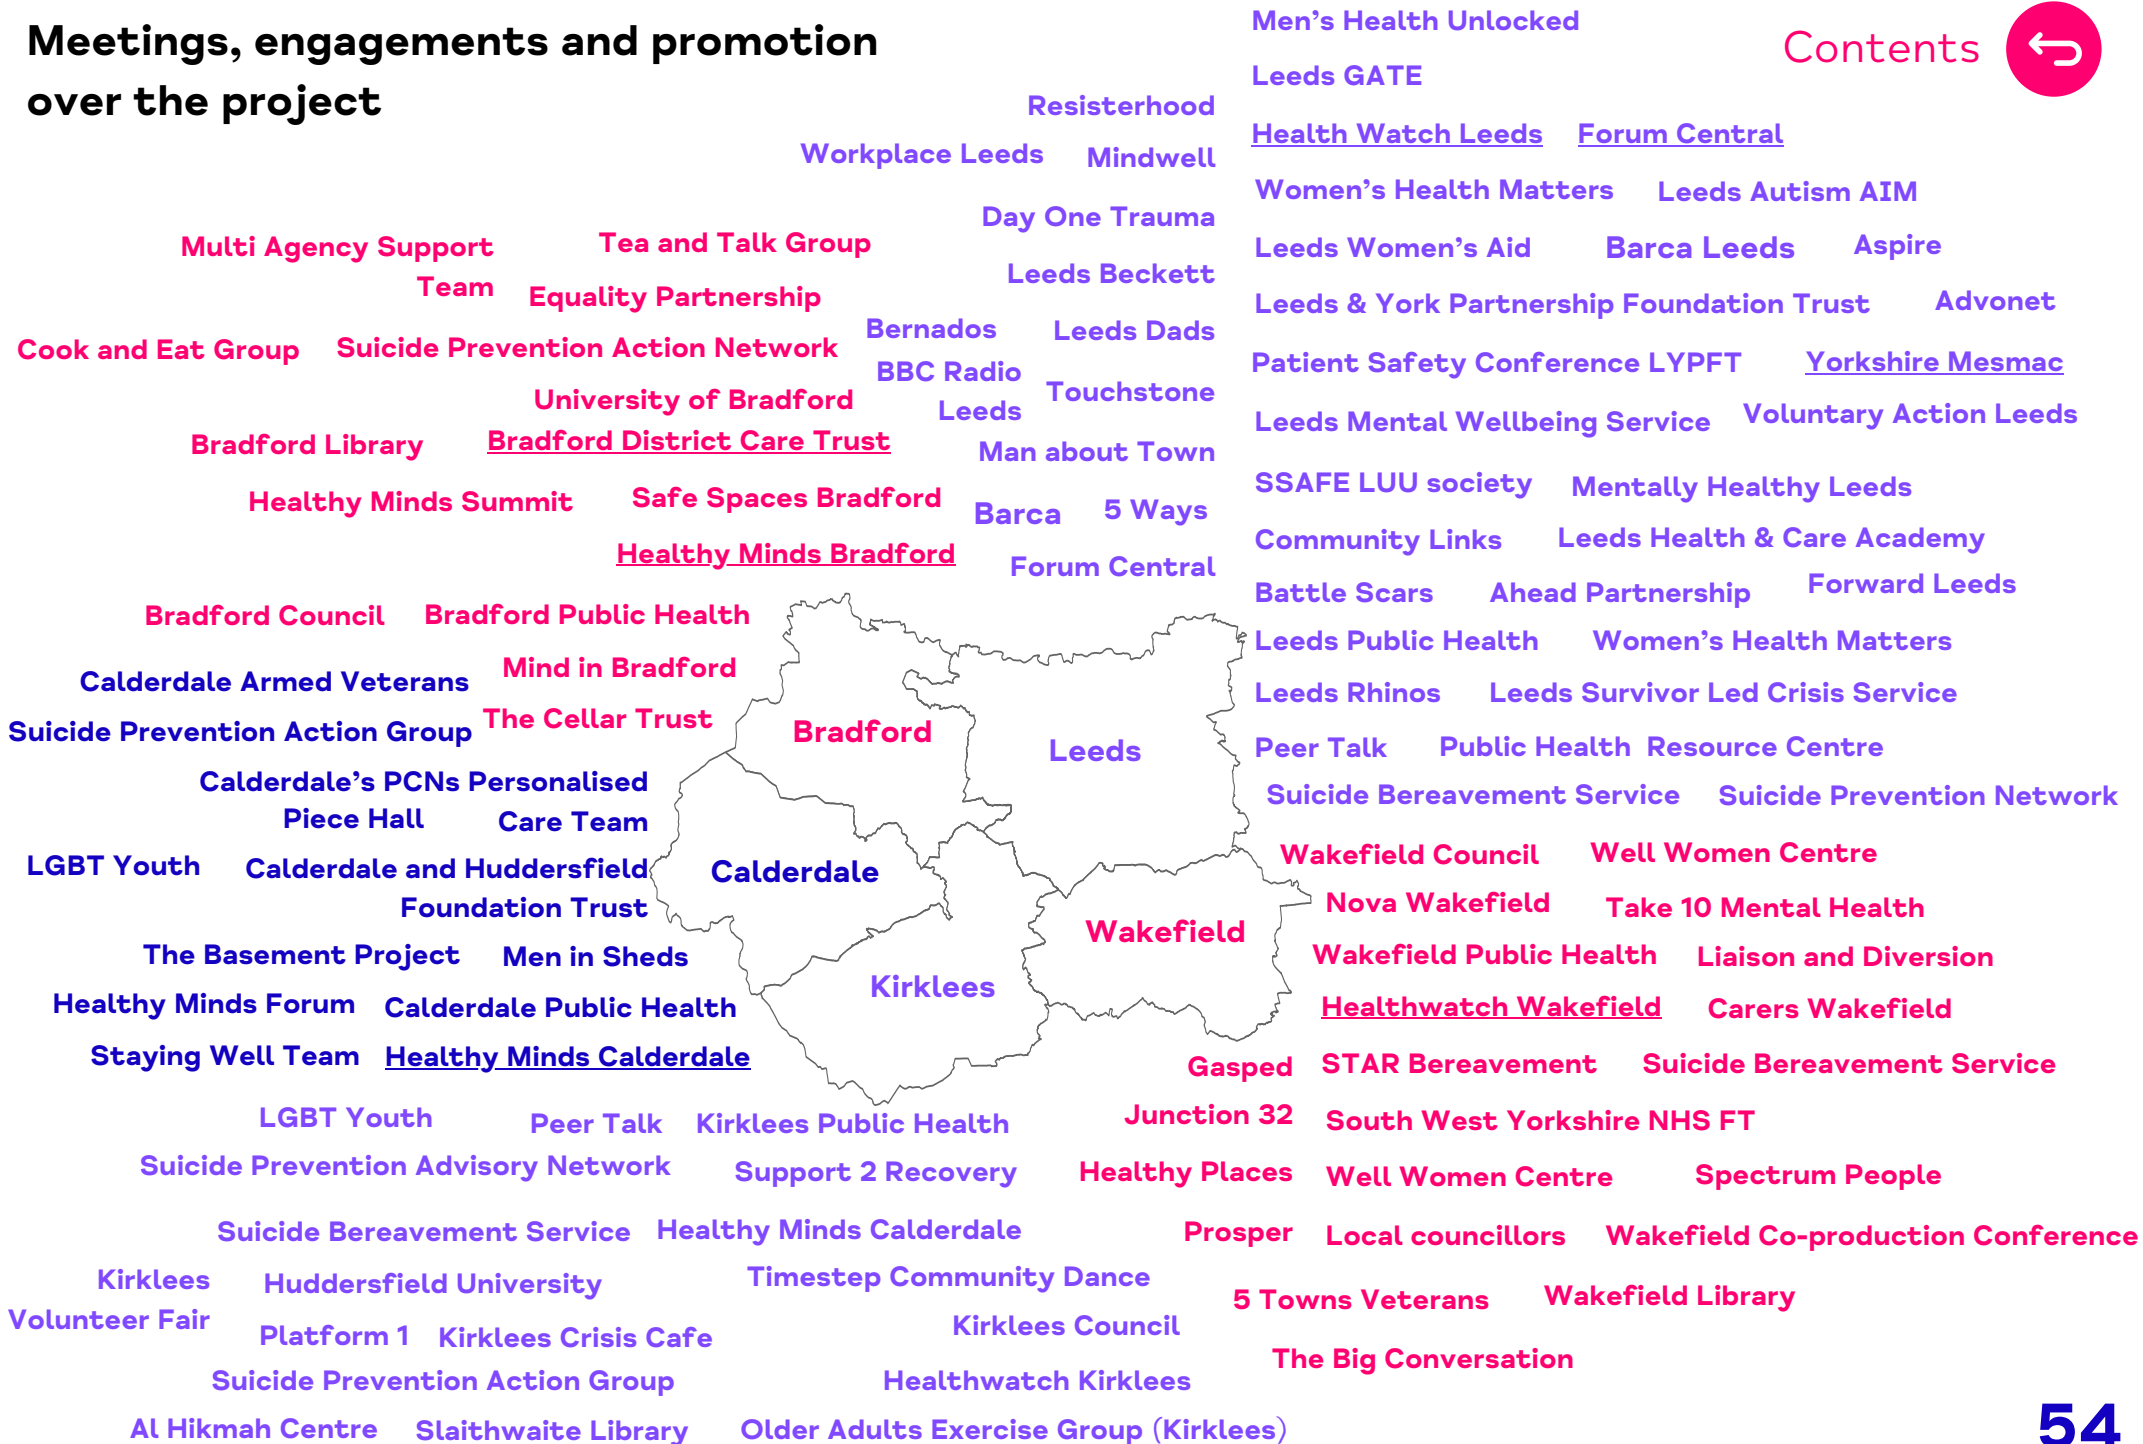 Meetings, engagements and promotion
over the project
Contents
Men's Health Unlocked
Leeds GATE
Resisterhood
Health Watch Leeds Forum Central
Workplace Leeds Mindwell
Women's Health Matters Leeds Autism AIM
Day One Trauma
Leeds Women's Aid Barca Leeds Aspire
Leeds Beckett
Leeds & York Partnership Foundation Trust Advonet
Bernados Leeds Dads
Patient Safety Conference LYPFT Yorkshire Mesmac
BBC Radio
Leeds
Touchstone
Leeds Mental Wellbeing Service Voluntary Action Leeds
Man about Town
SSAFE LUU society Mentally Healthy Leeds
Barca 5 Ways
Community Links Leeds Health & Care Academy
Forum Central
Battle Scars Ahead Partnership Forward Leeds
Leeds Public Health Women's Health Matters
Leeds Rhinos Leeds Survivor Led Crisis Service
Peer Talk Public Health Resource Centre
Suicide Bereavement Service Suicide Prevention Network
Multi Agency Support
Team
Tea and Talk Group
Equality Partnership
Cook and Eat Group Suicide Prevention Action Network
University of Bradford
Bradford Library Bradford District Care Trust
Healthy Minds Summit Safe Spaces Bradford
Healthy Minds Bradford
Bradford Council Bradford Public Health
Mind in Bradford
The Cellar Trust
Calderdale Armed Veterans
Suicide Prevention Action Group
Calderdale's PCNs Personalised
Care Team
Piece Hall
LGBT Youth
Calderdale and Huddersfield
Foundation Trust
The Basement Project Men in Sheds
Healthy Minds Forum Calderdale Public Health
Staying Well Team Healthy Minds Calderdale
Bradford
Leeds
Calderdale
Wakefield
Kirklees
Wakefield Council Well Women Centre
Nova Wakefield Take 10 Mental Health
Wakefield Public Health Liaison and Diversion
Healthwatch Wakefield Carers Wakefield
Gasped STAR Bereavement Suicide Bereavement Service
Junction 32 South West Yorkshire NHS FT
Healthy Places Well Women Centre Spectrum People
Prosper Local councillors Wakefield Co-production Conference
5 Towns Veterans Wakefield Library
The Big Conversation
LGBT Youth Peer Talk Kirklees Public Health
Suicide Prevention Advisory Network Support 2 Recovery
Suicide Bereavement Service Healthy Minds Calderdale
Kirklees
Volunteer Fair
Huddersfield University Timestep Community Dance
Platform 1 Kirklees Crisis Cafe Kirklees Council
Suicide Prevention Action Group Healthwatch Kirklees
Al Hikmah Centre Slaithwaite Library Older Adults Exercise Group (Kirklees)
54